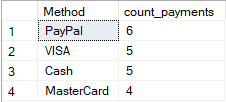 Method count_payments
1 PayPal 6
2 VISA 5
3 Cash 5
4 MasterCard 4